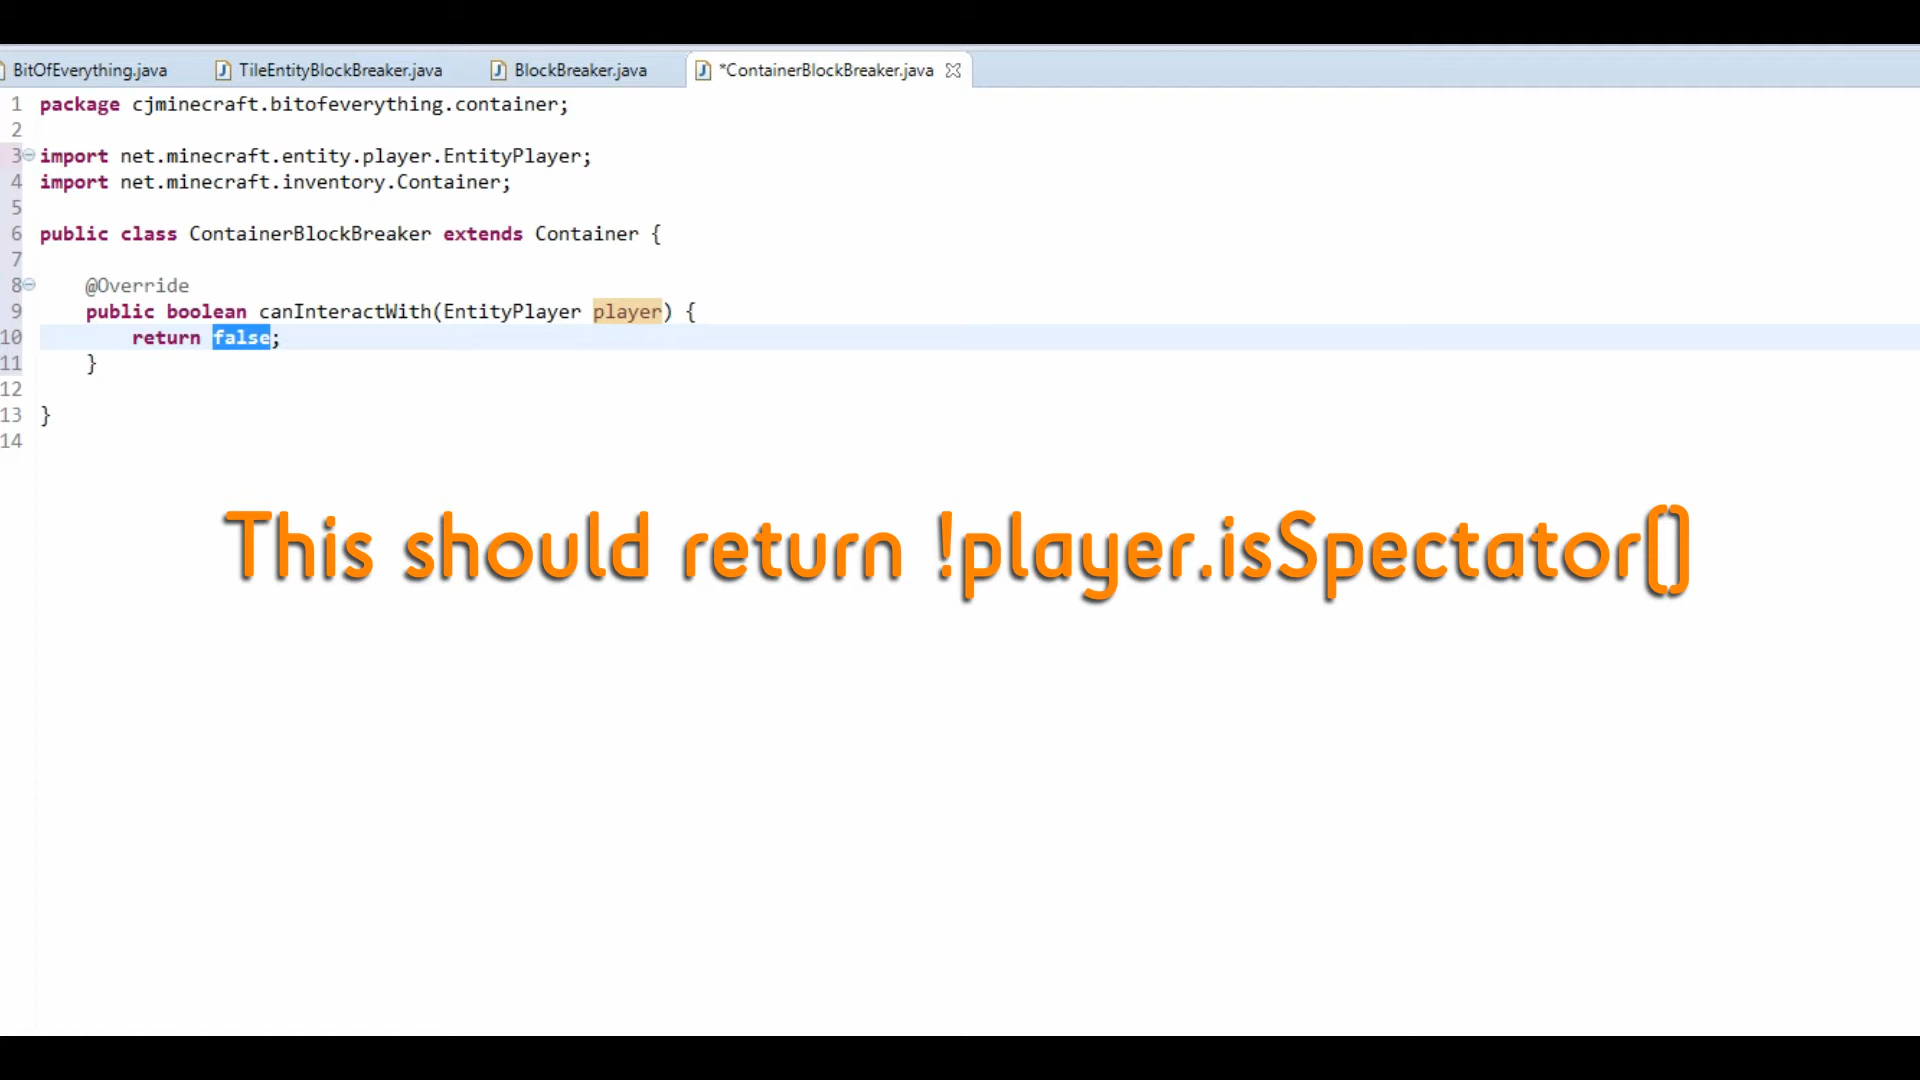 BitOfEverything.java TileEntityBlockBreaker.java BlockBreaker.java *ContainerBlockBreaker.java
1 package cjminecraft.bitofeverything.container;
2
3 import net.minecraft.entity.player.EntityPlayer;
4 import net.minecraft.inventory.Container;
5
6 public class ContainerBlockBreaker extends Container {
7
8 @Override
9 public boolean canInteractWith(EntityPlayer player) {
10 return false;
11 }
12
13 }
14
This should return !player.isSpectator()